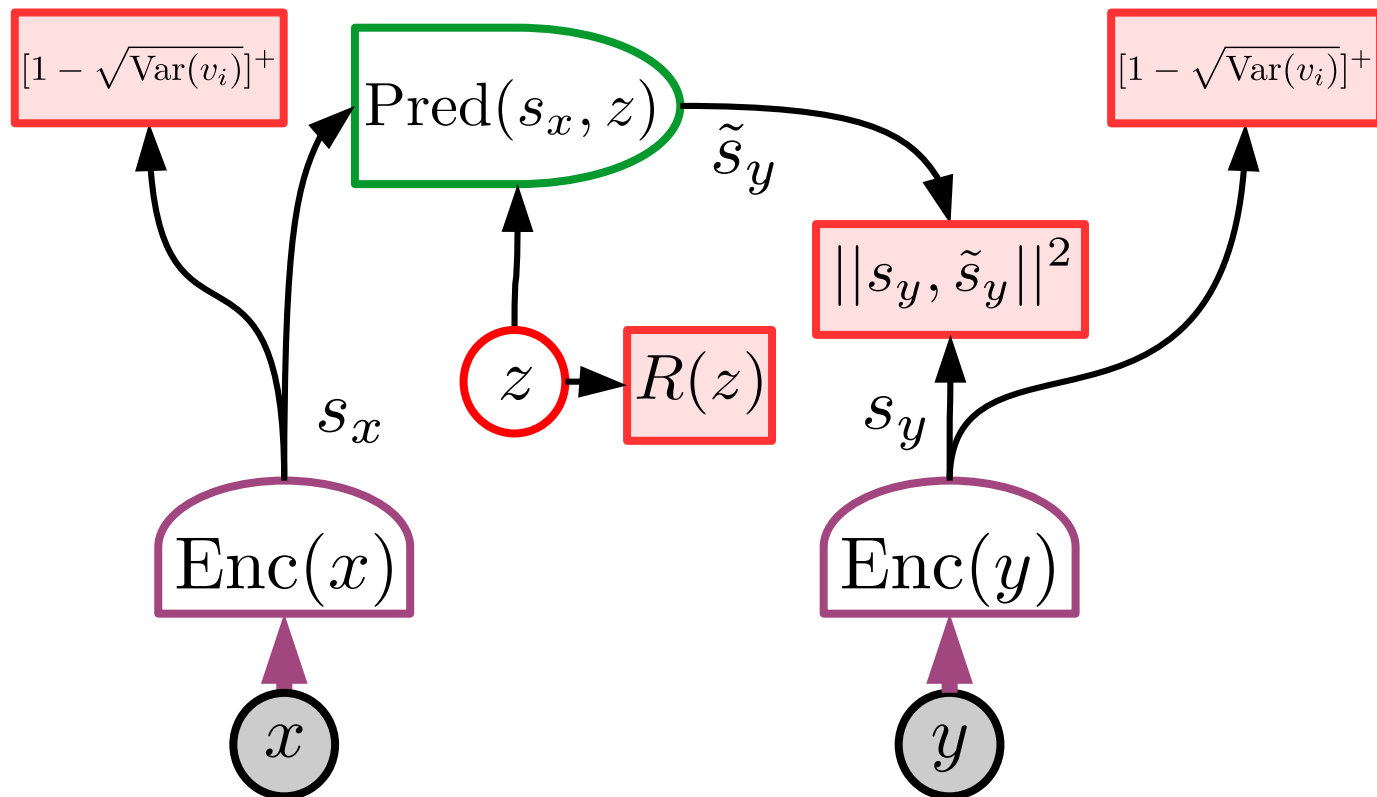 [1 − √Var(v_i)]⁺
Pred(s_x, z)
[1 − √Var(v_i)]⁺
s̃_y
||s_y, s̃_y||²
z
R(z)
s_x
s_y
Enc(x)
Enc(y)
x
y